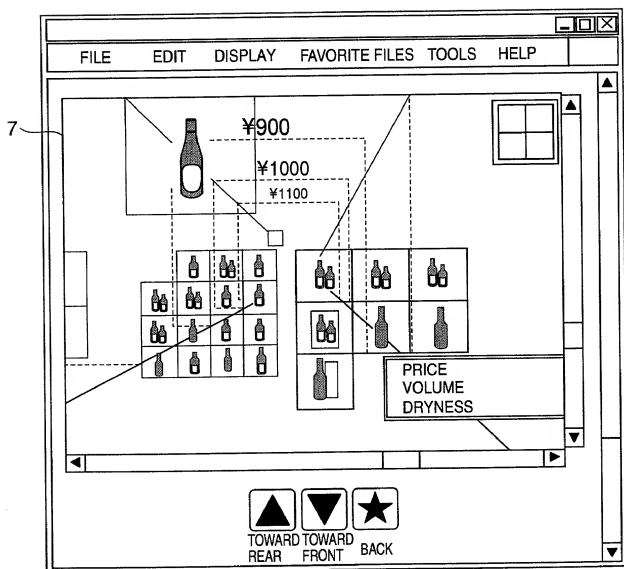 FILE EDIT DISPLAY FAVORITE FILES TOOLS HELP
7
¥900
¥1000
¥1100
PRICE
VOLUME
DRYNESS
TOWARD REAR
TOWARD FRONT
BACK